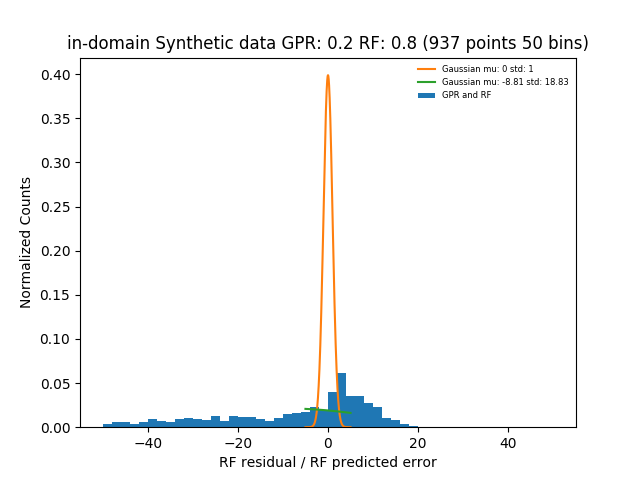 in-domain Synthetic data GPR: 0.2 RF: 0.8 (937 points 50 bins)
Gaussian mu: 0 std: 1
Gaussian mu: -8.81 std: 18.83
GPR and RF
Normalized Counts
0.40
0.35
0.30
0.25
0.20
0.15
0.10
0.05
0.00
−40
−20
0
20
40
RF residual / RF predicted error